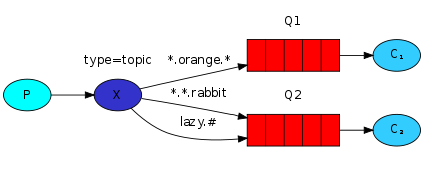 Q1
type=topic
*.orange.*
C₁
P
X
*.*.rabbit
Q2
lazy.#
C₂